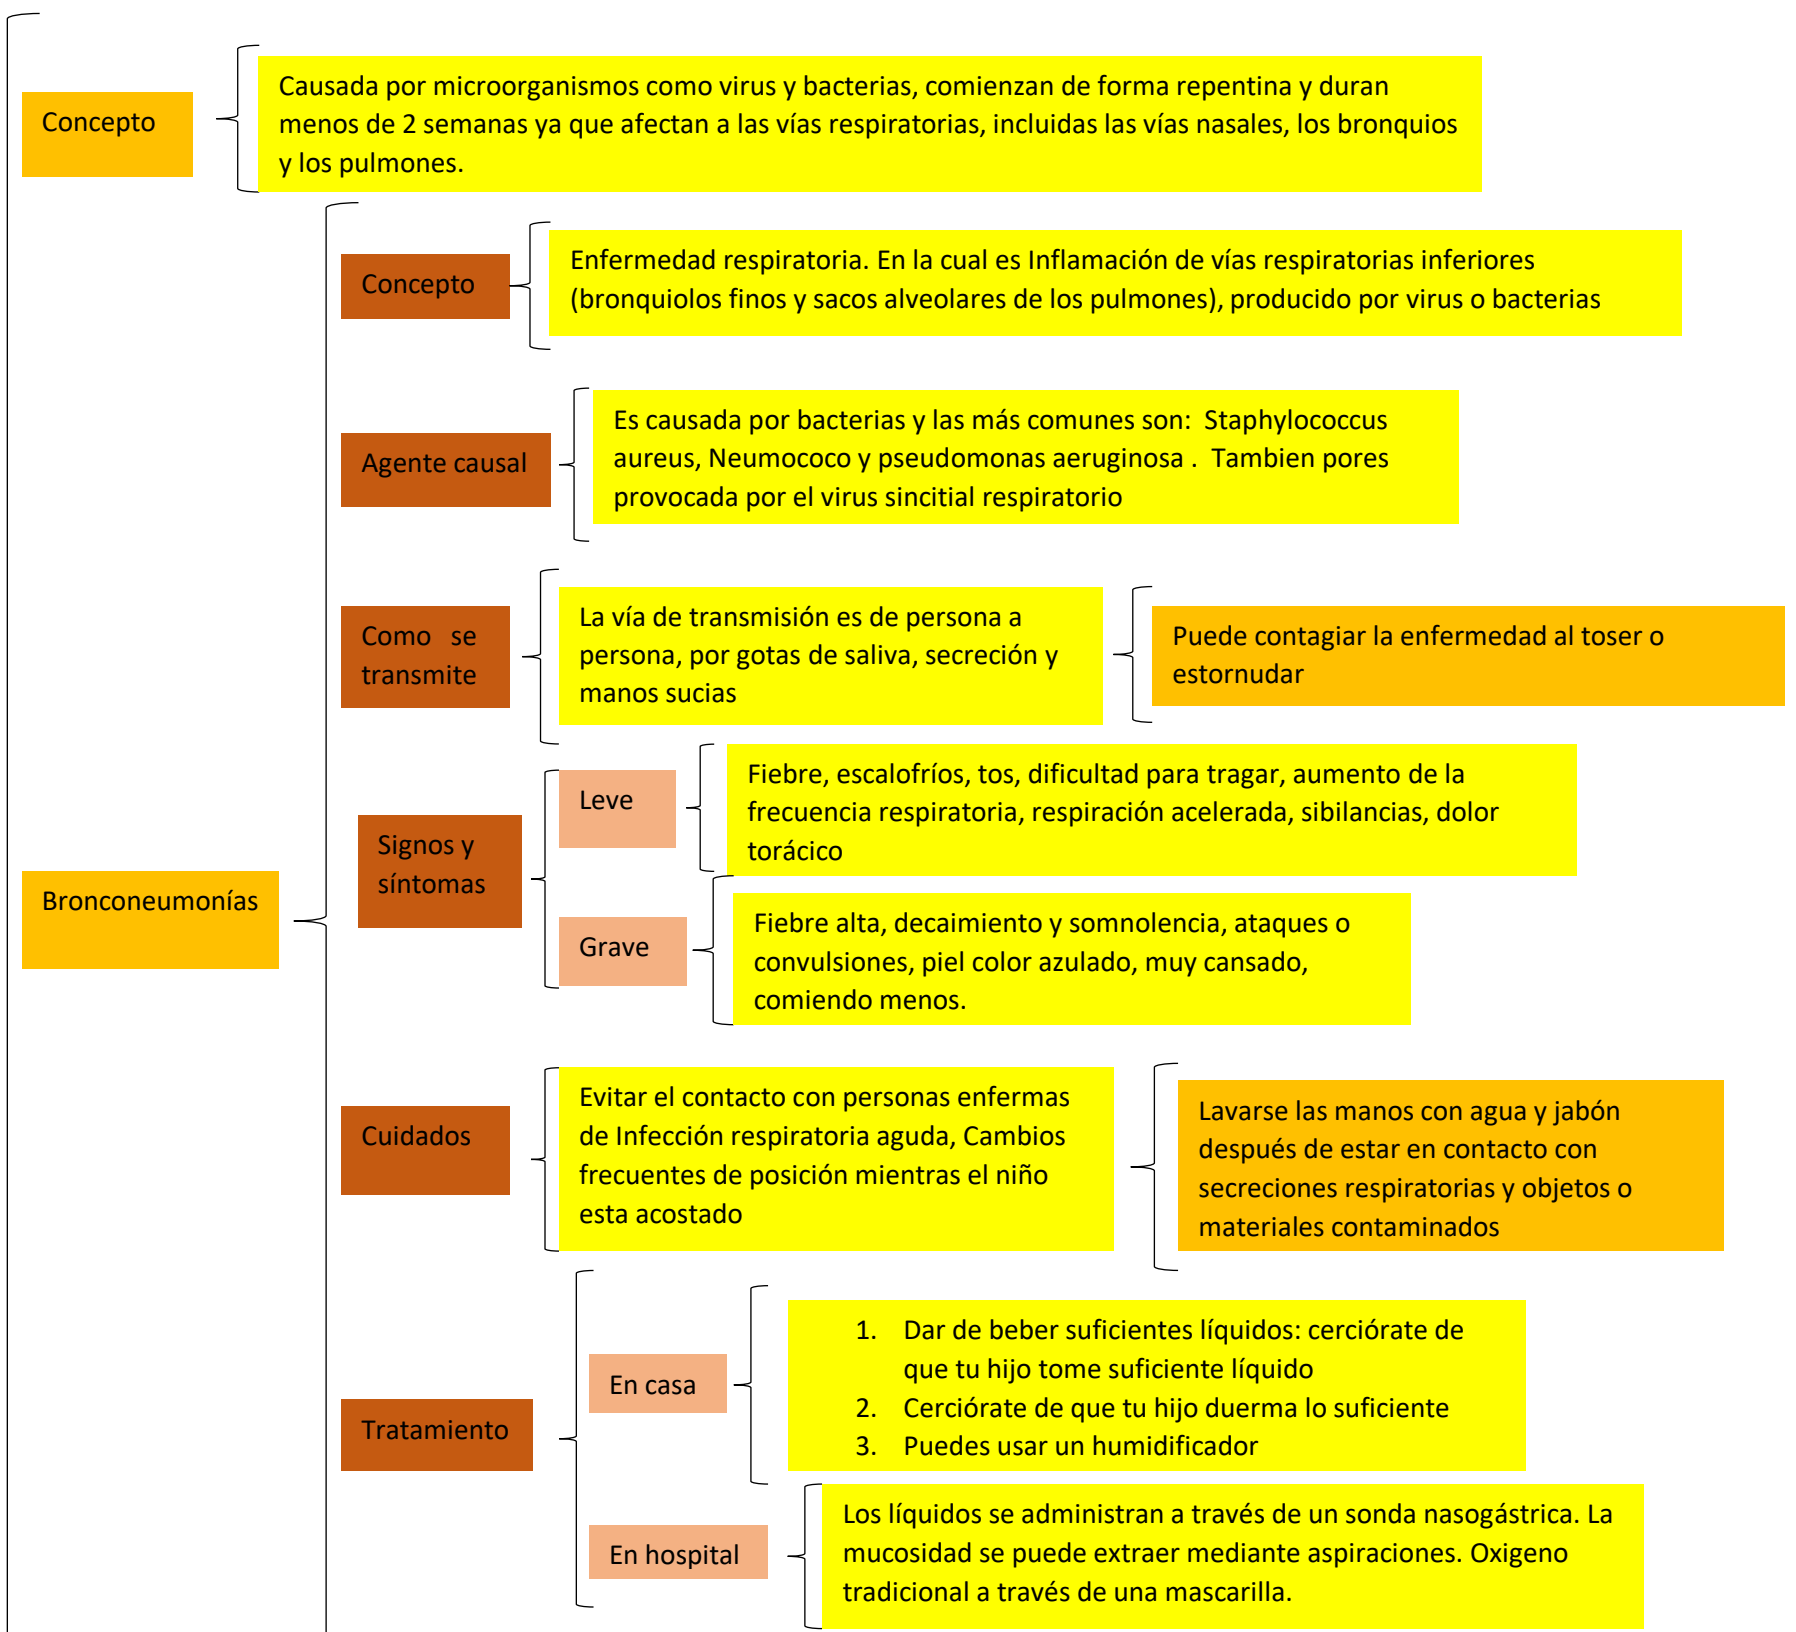 Concepto
Causada por microorganismos como virus y bacterias, comienzan de forma repentina y duran
menos de 2 semanas ya que afectan a las vías respiratorias, incluidas las vías nasales, los bronquios
y los pulmones.
Bronconeumonías
Concepto
Enfermedad respiratoria. En la cual es Inflamación de vías respiratorias inferiores
(bronquiolos finos y sacos alveolares de los pulmones), producido por virus o bacterias
Agente causal
Es causada por bacterias y las más comunes son: Staphylococcus
aureus, Neumococo y pseudomonas aeruginosa . Tambien pores
provocada por el virus sincitial respiratorio
Como se
transmite
La vía de transmisión es de persona a
persona, por gotas de saliva, secreción y
manos sucias
Puede contagiar la enfermedad al toser o
estornudar
Signos y
síntomas
Leve
Fiebre, escalofríos, tos, dificultad para tragar, aumento de la
frecuencia respiratoria, respiración acelerada, sibilancias, dolor
torácico
Grave
Fiebre alta, decaimiento y somnolencia, ataques o
convulsiones, piel color azulado, muy cansado,
comiendo menos.
Cuidados
Evitar el contacto con personas enfermas
de Infección respiratoria aguda, Cambios
frecuentes de posición mientras el niño
esta acostado
Lavarse las manos con agua y jabón
después de estar en contacto con
secreciones respiratorias y objetos o
materiales contaminados
Tratamiento
En casa
1. Dar de beber suficientes líquidos: cerciórate de
que tu hijo tome suficiente líquido
2. Cerciórate de que tu hijo duerma lo suficiente
3. Puedes usar un humidificador
En hospital
Los líquidos se administran a través de un sonda nasogástrica. La
mucosidad se puede extraer mediante aspiraciones. Oxigeno
tradicional a través de una mascarilla.